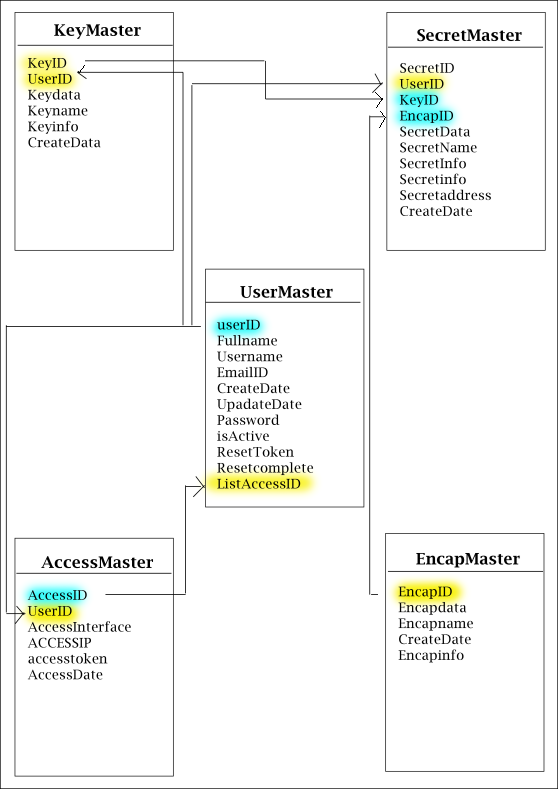 KeyMaster
KeyID
UserID
Keydata
Keyname
Keyinfo
CreateData
SecretMaster
SecretID
UserID
KeyID
EncapID
SecretData
SecretName
SecretInfo
Secretinfo
Secretaddress
CreateDate
UserMaster
userID
Fullname
Username
EmailID
CreateDate
UpadateDate
Password
isActive
ResetToken
Resetcomplete
ListAccessID
AccessMaster
AccessID
UserID
AccessInterface
ACCESSIP
accesstoken
AccessDate
EncapMaster
EncapID
Encapdata
Encapname
CreateDate
Encapinfo